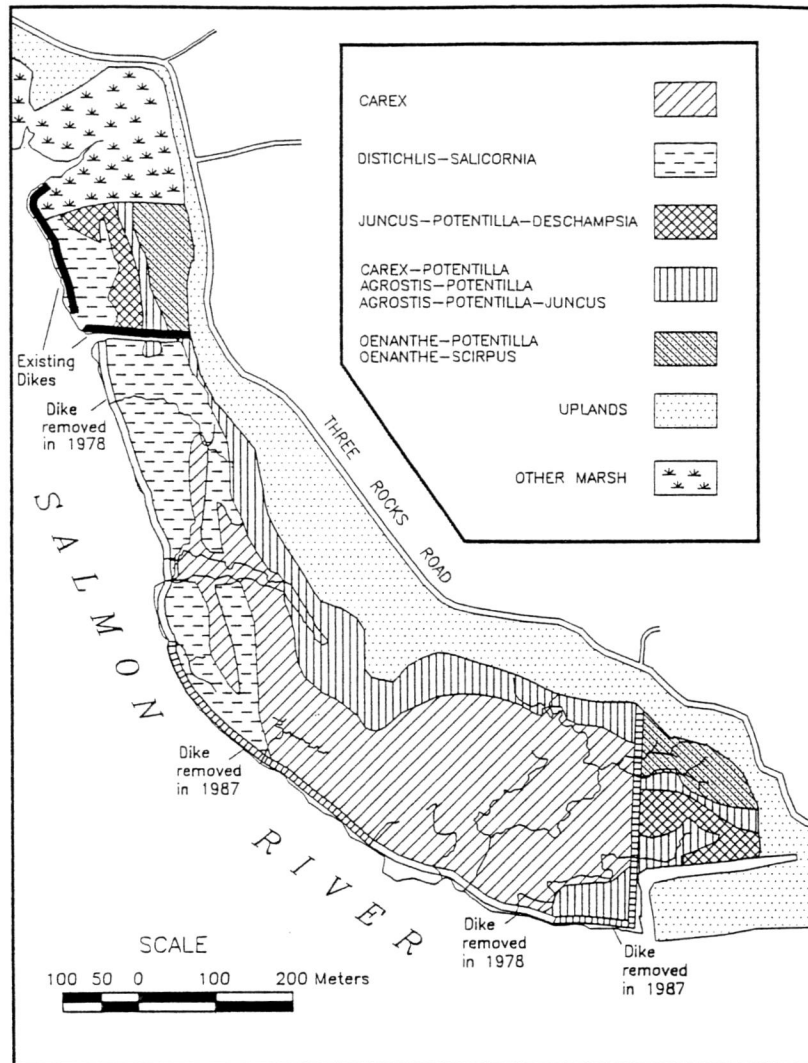 CAREX
DISTICHLIS-SALICORNIA
JUNCUS-POTENTILLA-DESCHAMPSIA
CAREX-POTENTILLA
AGROSTIS-POTENTILLA
AGROSTIS-POTENTILLA-JUNCUS
OENANTHE-POTENTILLA
OENANTHE-SCIRPUS
UPLANDS
OTHER MARSH
Existing
Dikes
Dike
removed
in 1978
THREE ROCKS ROAD
SALMON RIVER
Dike
removed
in 1987
Dike
removed
in 1978
Dike
removed
in 1987
SCALE
100 50 0 100 200 Meters